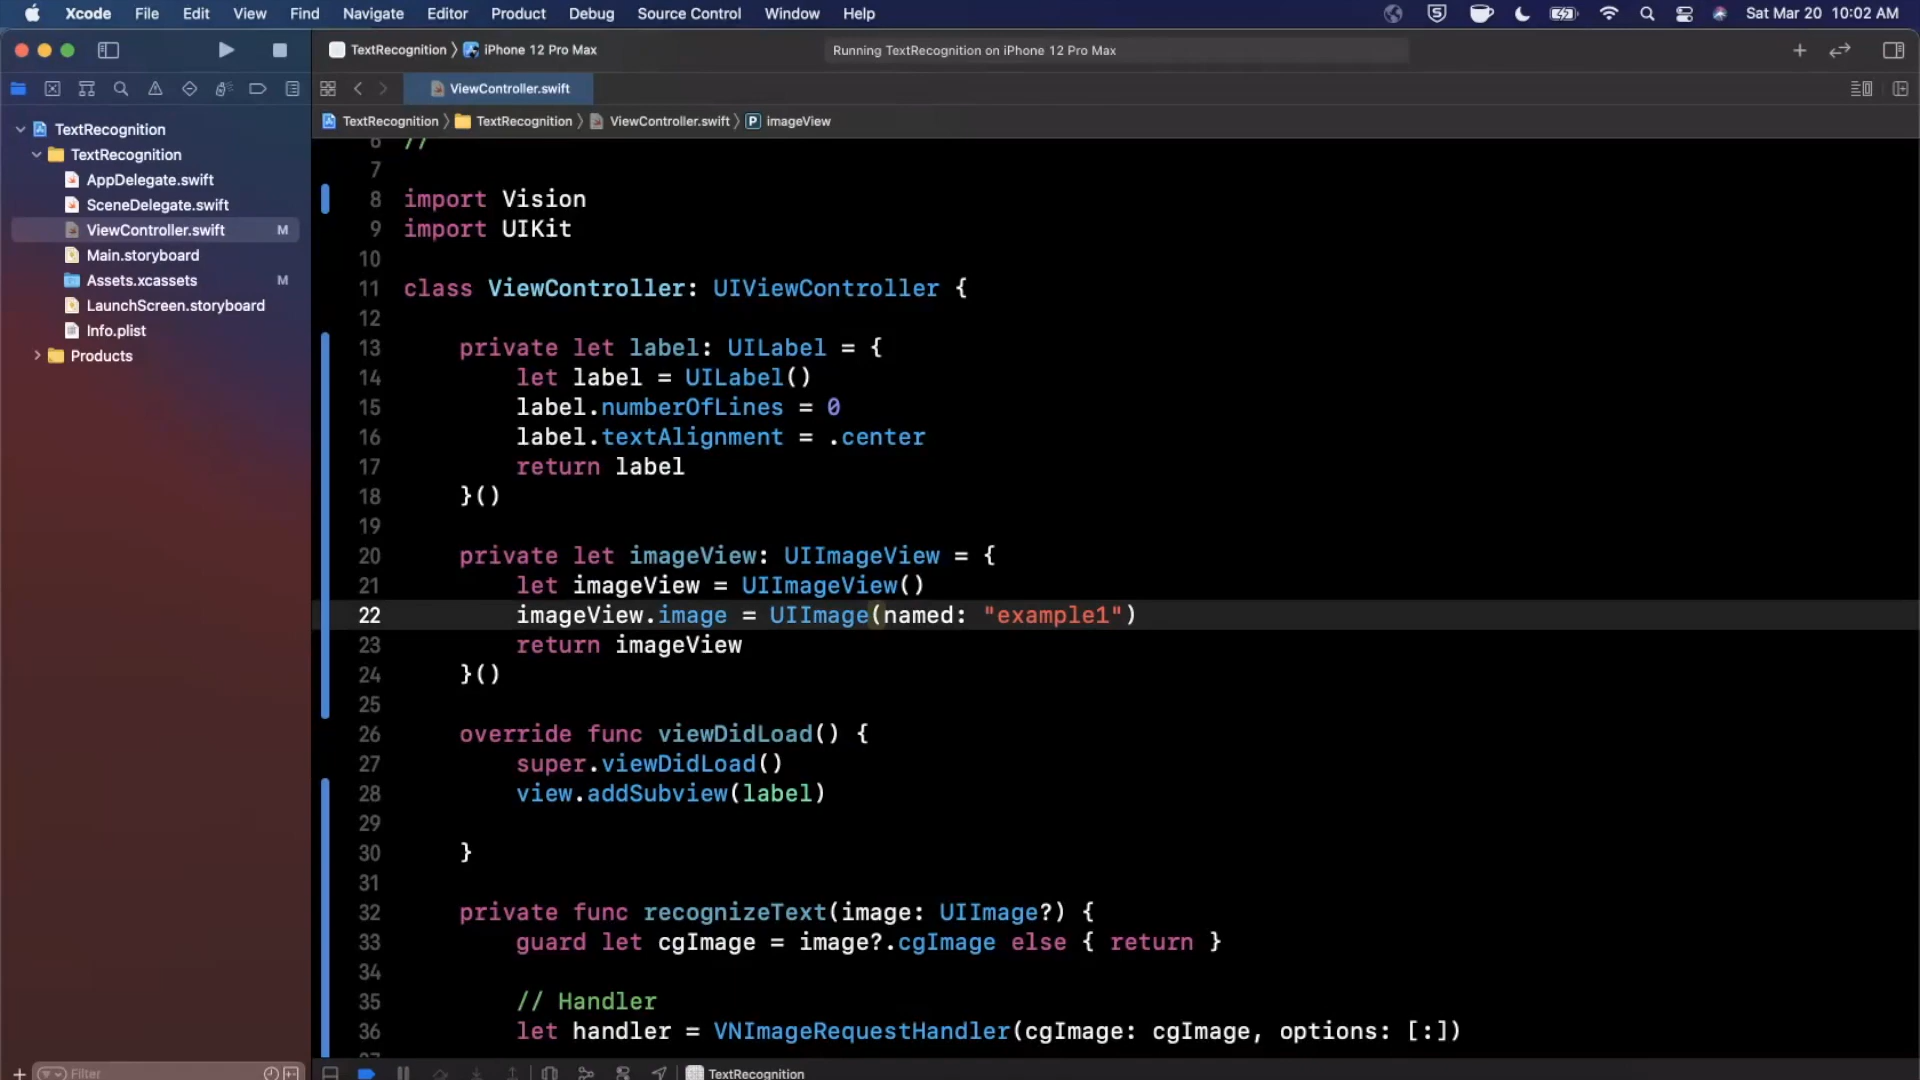 Xcode File Edit View Find Navigate Editor Product Debug Source Control Window Help Sat Mar 20 10:02 AM
TextRecognition iPhone 12 Pro Max Running TextRecognition on iPhone 12 Pro Max
ViewController.swift
TextRecognition TextRecognition ViewController.swift P imageView
TextRecognition
TextRecognition
AppDelegate.swift
SceneDelegate.swift
ViewController.swift M
Main.storyboard
Assets.xcassets M
LaunchScreen.storyboard
Info.plist
Products
6 //
7
8 import Vision
9 import UIKit
10
11 class ViewController: UIViewController {
12
13 private let label: UILabel = {
14 let label = UILabel()
15 label.numberOfLines = 0
16 label.textAlignment = .center
17 return label
18 }()
19
20 private let imageView: UIImageView = {
21 let imageView = UIImageView()
22 imageView.image = UIImage(named: "example1")
23 return imageView
24 }()
25
26 override func viewDidLoad() {
27 super.viewDidLoad()
28 view.addSubview(label)
29
30 }
31
32 private func recognizeText(image: UIImage?) {
33 guard let cgImage = image?.cgImage else { return }
34
35 // Handler
36 let handler = VNImageRequestHandler(cgImage: cgImage, options: [:])
Filter TextRecognition